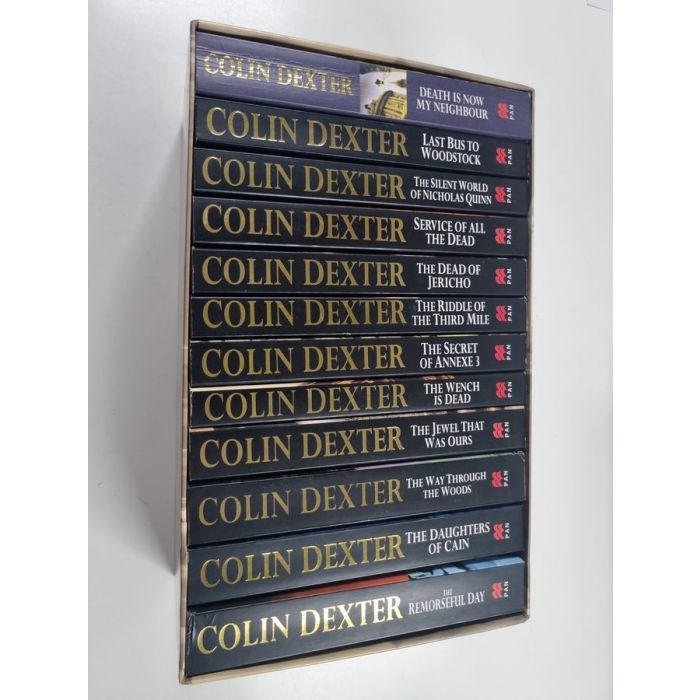 COLIN DEXTER
DEATH IS NOW
MY NEIGHBOUR
PAN
COLIN DEXTER
LAST BUS TO
WOODSTOCK
PAN
COLIN DEXTER
THE SILENT WORLD
OF NICHOLAS QUINN
PAN
COLIN DEXTER
SERVICE OF ALL
THE DEAD
PAN
COLIN DEXTER
THE DEAD OF
JERICHO
PAN
COLIN DEXTER
THE RIDDLE OF
THE THIRD MILE
PAN
COLIN DEXTER
THE SECRET
OF ANNEXE 3
PAN
COLIN DEXTER
THE WENCH
IS DEAD
PAN
COLIN DEXTER
THE JEWEL THAT
WAS OURS
PAN
COLIN DEXTER
THE WAY THROUGH
THE WOODS
PAN
COLIN DEXTER
THE DAUGHTERS
OF CAIN
PAN
COLIN DEXTER
THE
REMORSEFUL DAY
PAN